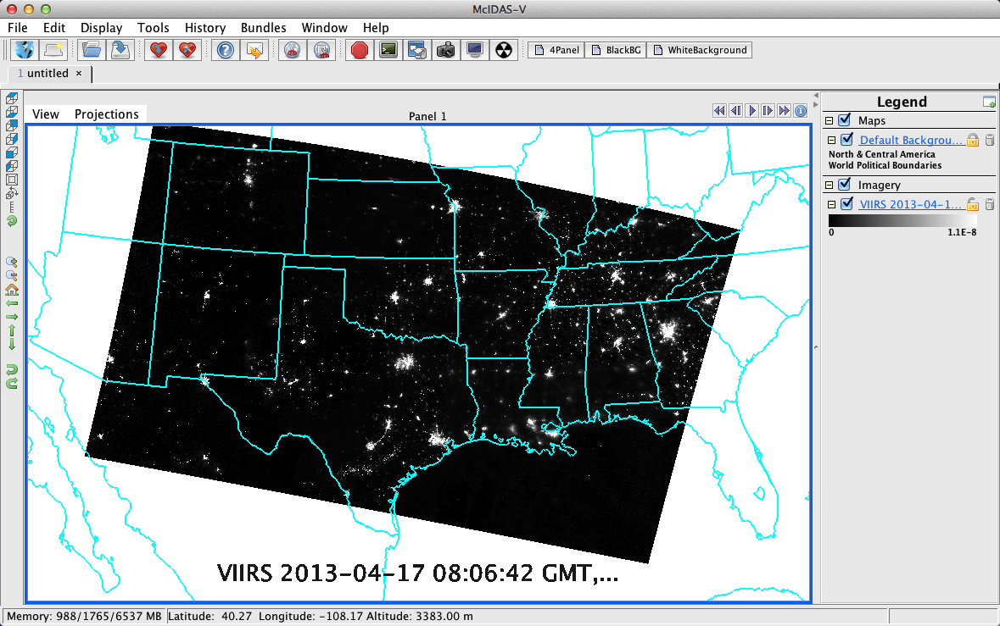 McIDAS-V
File Edit Display Tools History Bundles Window Help
4Panel BlackBG WhiteBackground
1 untitled ×
View Projections
Panel 1
Legend
Maps
Default Backgrou...
North & Central America
World Political Boundaries
Imagery
VIIRS 2013-04-1...
0 1.1E-8
VIIRS 2013-04-17 08:06:42 GMT,...
Memory: 988/1765/6537 MB Latitude: 40.27 Longitude: -108.17 Altitude: 3383.00 m